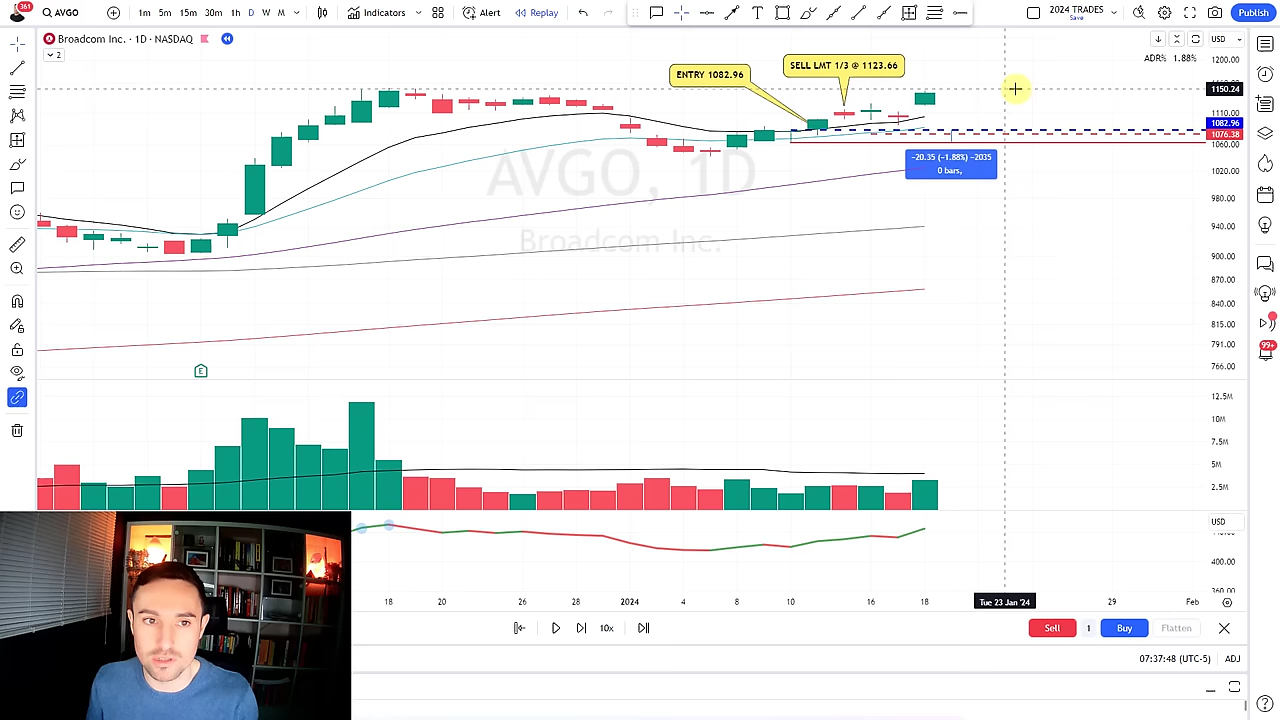 361
AVGO
1m 5m 15m 30m 1h D W M
Indicators
Alert
Replay
2024 TRADES
Save
Publish
Broadcom Inc. · 1D · NASDAQ
USD
2
ADR% 1.88%
1200.00
1150.24
1110.00
1082.96
1076.38
1060.00
1020.00
980.00
940.00
900.00
870.00
840.00
815.00
791.00
766.00
ENTRY 1082.96
SELL LMT 1/3 @ 1123.66
−20.35 (−1.88%) −2035
0 bars,
AVGO, 1D
Broadcom Inc.
E
12.5M
10M
7.5M
5M
2.5M
USD
400.00
99+
18 20 26 28 2024 4 8 10 16 18 Tue 23 Jan '24 29 Feb
10x
Sell 1 Buy Flatten
07:37:48 (UTC-5) ADJ